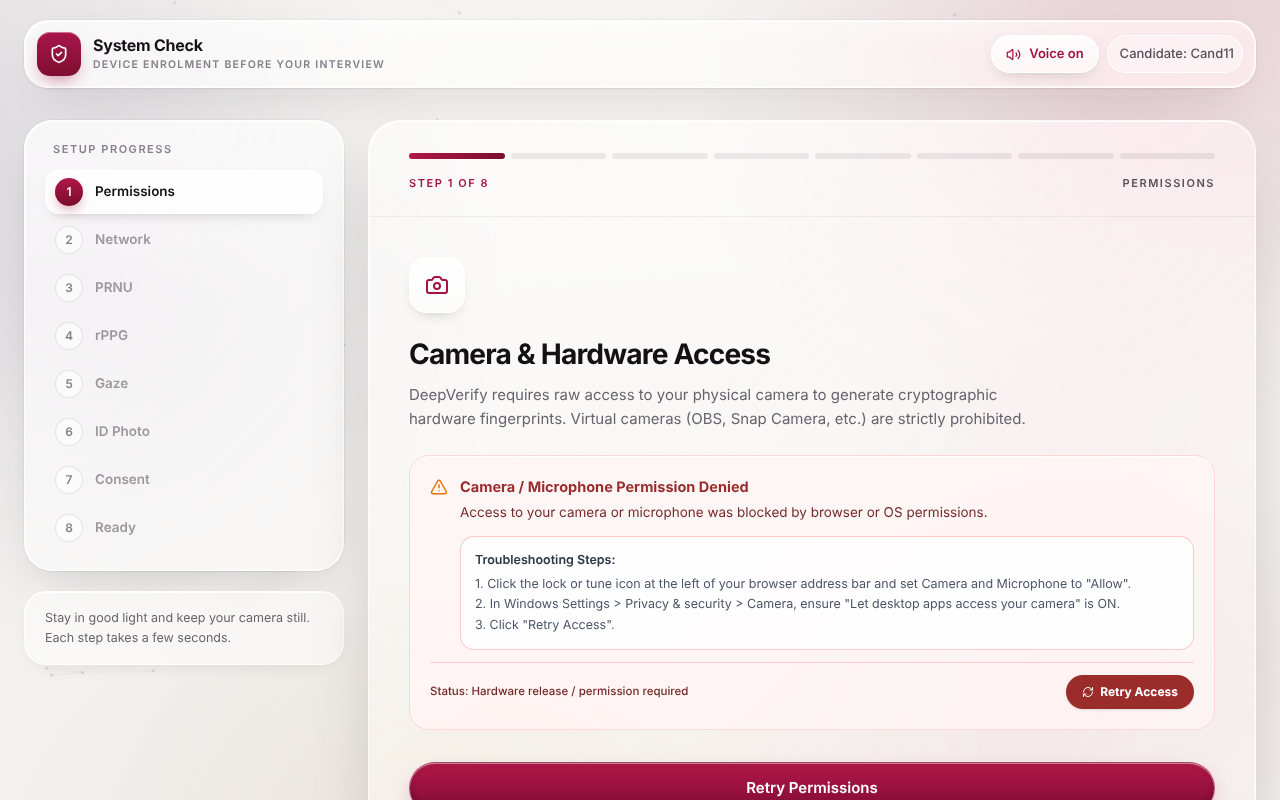 System Check
DEVICE ENROLMENT BEFORE YOUR INTERVIEW
Voice on
Candidate: Cand11
SETUP PROGRESS
1 Permissions
2 Network
3 PRNU
4 rPPG
5 Gaze
6 ID Photo
7 Consent
8 Ready
Stay in good light and keep your camera still.
Each step takes a few seconds.
STEP 1 OF 8
PERMISSIONS
Camera & Hardware Access
DeepVerify requires raw access to your physical camera to generate cryptographic
hardware fingerprints. Virtual cameras (OBS, Snap Camera, etc.) are strictly prohibited.
Camera / Microphone Permission Denied
Access to your camera or microphone was blocked by browser or OS permissions.
Troubleshooting Steps:
1. Click the lock or tune icon at the left of your browser address bar and set Camera and Microphone to "Allow".
2. In Windows Settings > Privacy & security > Camera, ensure "Let desktop apps access your camera" is ON.
3. Click "Retry Access".
Status: Hardware release / permission required
Retry Access
Retry Permissions